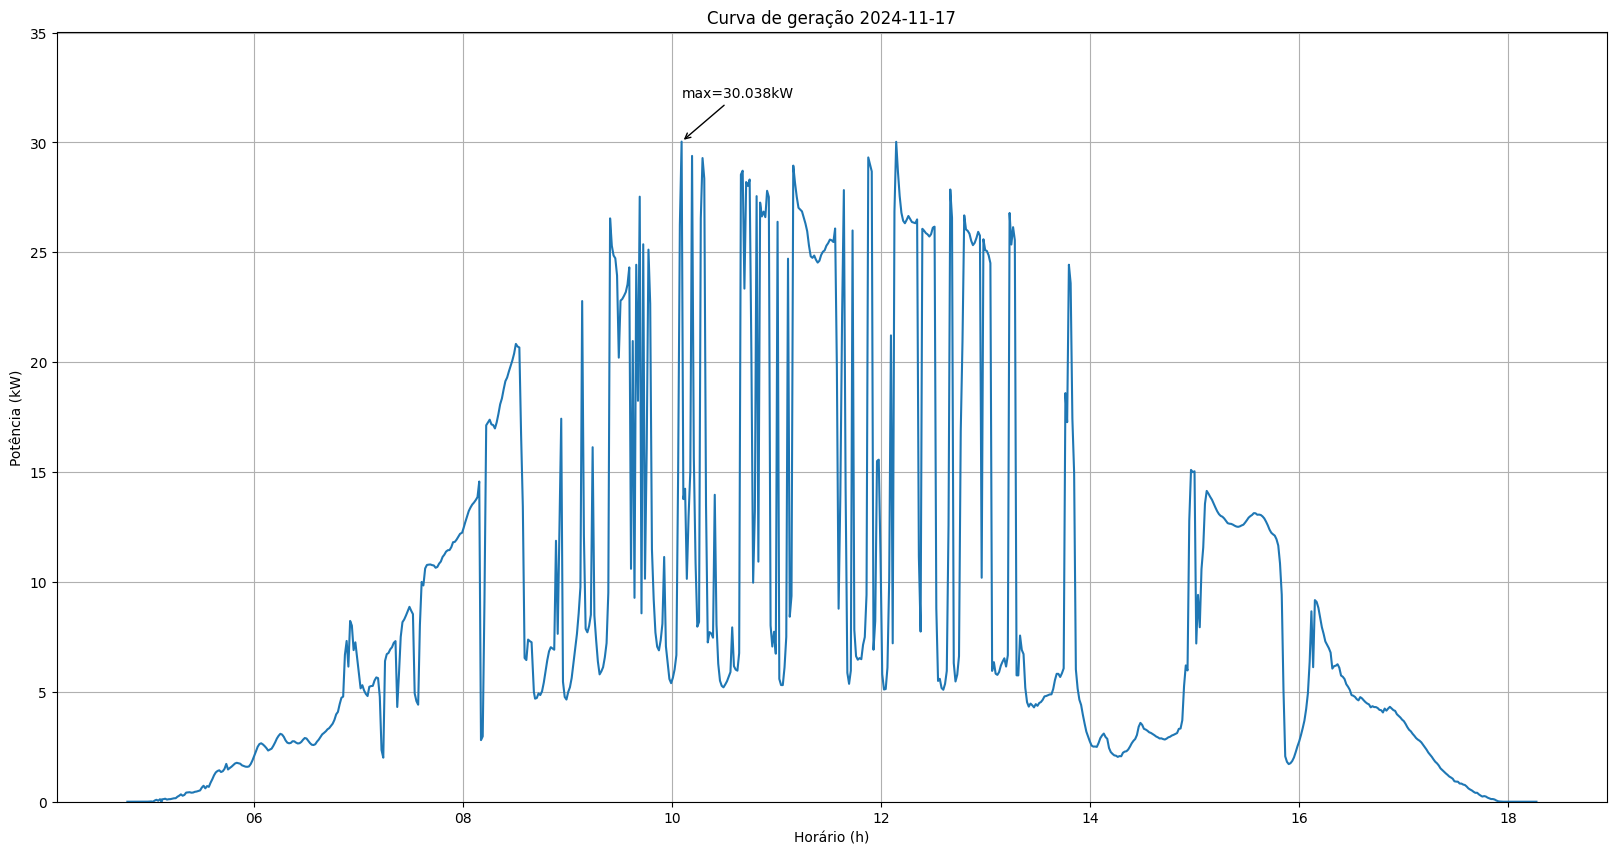 Curva de geração 2024-11-17
35
max=30.038kW
30
25
20
15
10
5
0
Potência (kW)
06 08 10 12 14 16 18
Horário (h)